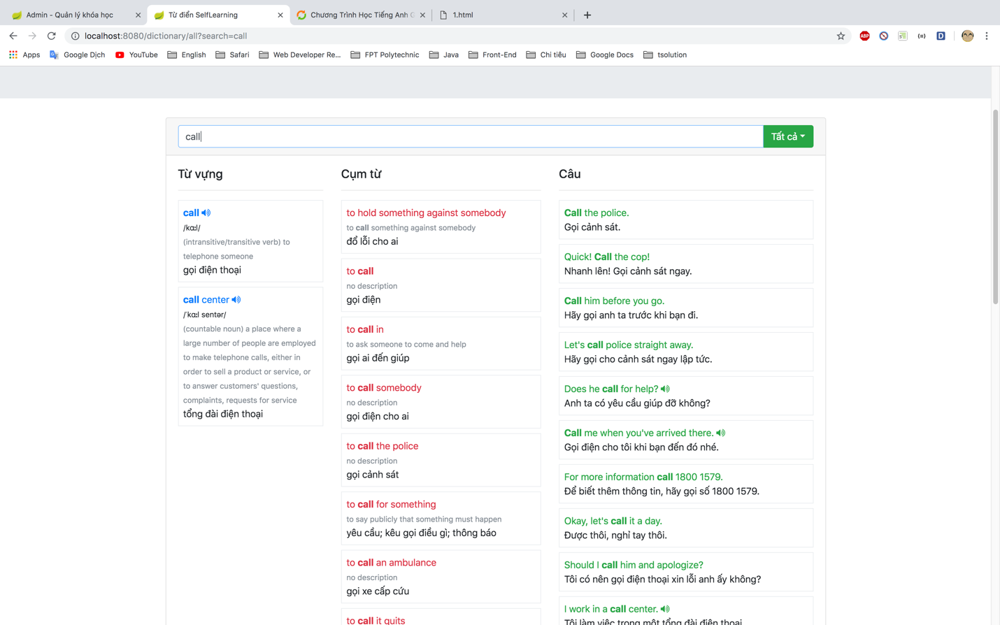 Admin - Quản lý khóa học
Từ điển SelfLearning
Chương Trình Học Tiếng Anh G
1.html
localhost:8080/dictionary/all?search=call
Apps
Google Dịch
YouTube
English
Safari
Web Developer Re...
FPT Polytechnic
Java
Front-End
Chi tiêu
Google Docs
tsolution
call
Tất cả
Từ vựng
call
/kɑːl/
(intransitive/transitive verb) to
telephone someone
gọi điện thoại
call center
/ˈkɑːl sentər/
(countable noun) a place where a
large number of people are employed
to make telephone calls, either in
order to sell a product or service, or
to answer customers' questions,
complaints, requests for service
tổng đài điện thoại
Cụm từ
to hold something against somebody
to call something against somebody
đổ lỗi cho ai
to call
no description
gọi điện
to call in
to ask someone to come and help
gọi ai đến giúp
to call somebody
no description
gọi điện cho ai
to call the police
no description
gọi cảnh sát
to call for something
to say publicly that something must happen
yêu cầu; kêu gọi điều gì; thông báo
to call an ambulance
no description
gọi xe cấp cứu
to call it quits
Câu
Call the police.
Gọi cảnh sát.
Quick! Call the cop!
Nhanh lên! Gọi cảnh sát ngay.
Call him before you go.
Hãy gọi anh ta trước khi bạn đi.
Let's call police straight away.
Hãy gọi cho cảnh sát ngay lập tức.
Does he call for help?
Anh ta có yêu cầu giúp đỡ không?
Call me when you've arrived there.
Gọi điện cho tôi khi bạn đến đó nhé.
For more information call 1800 1579.
Để biết thêm thông tin, hãy gọi số 1800 1579.
Okay, let's call it a day.
Được thôi, nghỉ tay thôi.
Should I call him and apologize?
Tôi có nên gọi điện thoại xin lỗi anh ấy không?
I work in a call center.
Tôi làm việc trong một tổng đài điện thoại.